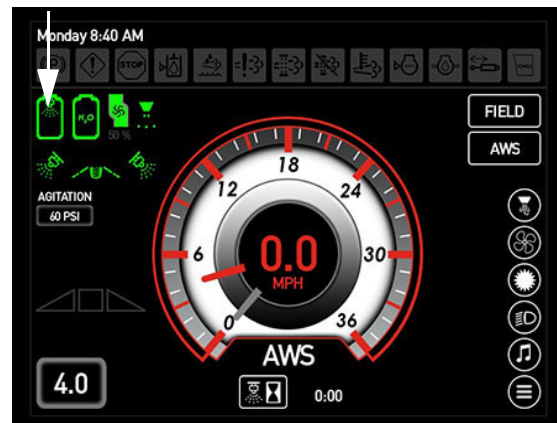 Monday 8:40 AM
(P)
STOP
H₂O
50 %
FIELD
AWS
AGITATION
60 PSI
0
6
12
18
24
30
36
0.0
MPH
AWS
4.0
0:00